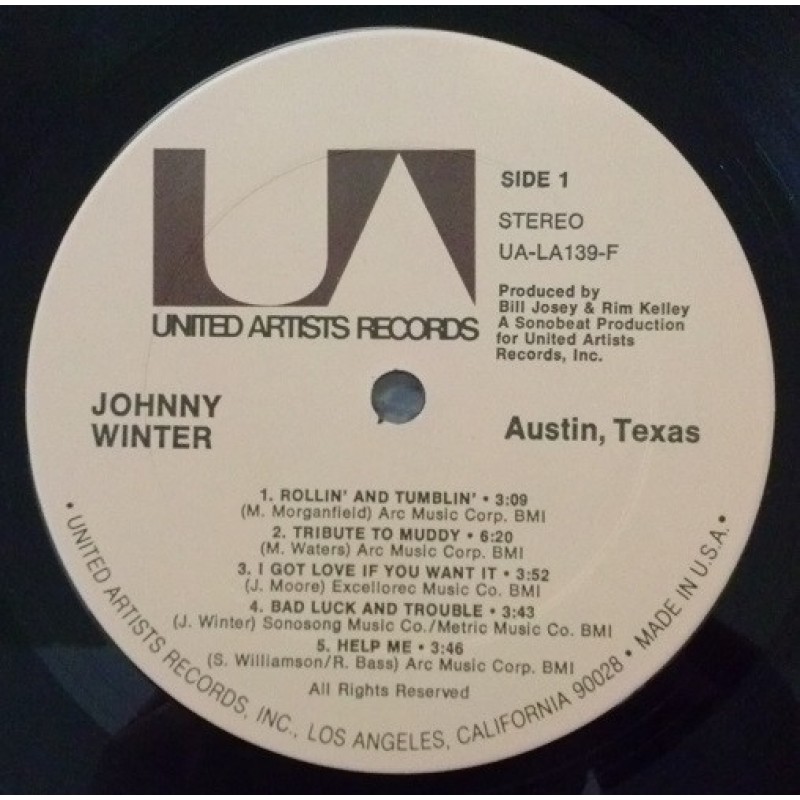 UA
UNITED ARTISTS RECORDS
SIDE 1
STEREO
UA-LA139-F
Produced by
Bill Josey & Rim Kelley
A Sonobeat Production
for United Artists
Records, Inc.
JOHNNY
WINTER
Austin, Texas
1. ROLLIN' AND TUMBLIN' • 3:09
(M. Morganfield) Arc Music Corp. BMI
2. TRIBUTE TO MUDDY • 6:20
(M. Waters) Arc Music Corp. BMI
3. I GOT LOVE IF YOU WANT IT • 3:52
(J. Moore) Excellorec Music Co. BMI
4. BAD LUCK AND TROUBLE • 3:43
(J. Winter) Sonosong Music Co./Metric Music Co. BMI
5. HELP ME • 3:46
(S. Williamson/R. Bass) Arc Music Corp. BMI
All Rights Reserved
• UNITED ARTISTS RECORDS, INC., LOS ANGELES, CALIFORNIA 90028 • MADE IN U.S.A. •